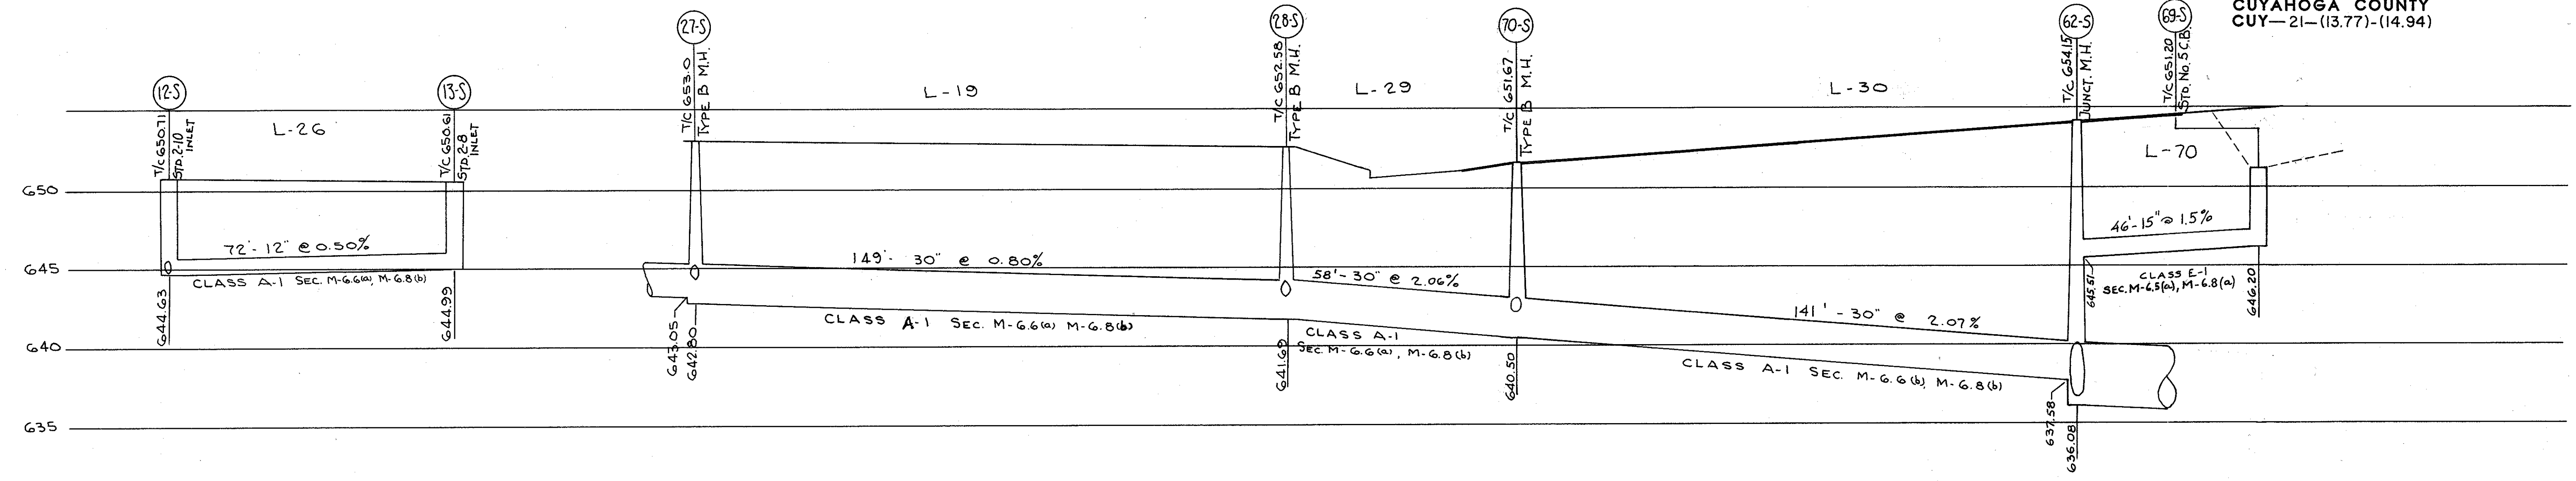 CUYAHOGA COUNTY
CUY—21—(13.77)-(14.94)
12-S
13-S
27-S
28-S
70-S
62-S
69-S
T/C 650.71
STD. 2-10
INLET
L-26
T/C 650.61
STD. 2-8
INLET
T/C 653.0
TYPE B M.H.
L-19
T/C 652.58
TYPE B M.H.
L-29
T/C 651.67
TYPE B M.H.
L-30
T/C 654.15
JUNCT. M.H.
T/C 651.20
STD. No. 5 C.B.
L-70
650
645
640
635
72'-12" @ 0.50%
CLASS A-1 SEC. M-6.6(a), M-6.8(b)
644.63
644.99
149'- 30" @ 0.80%
CLASS A-1 SEC. M-6.6(a) M-6.8(b)
643.05
642.80
58'-30" @ 2.06%
CLASS A-1
SEC. M-6.6(a), M-6.8(b)
641.69
640.50
141'-30" @ 2.07%
CLASS A-1 SEC. M-6.6(b), M-6.8(b)
637.58
636.08
46'-15" @ 1.5%
CLASS E-1
SEC. M-6.5(a), M-6.8(a)
645.51
646.20